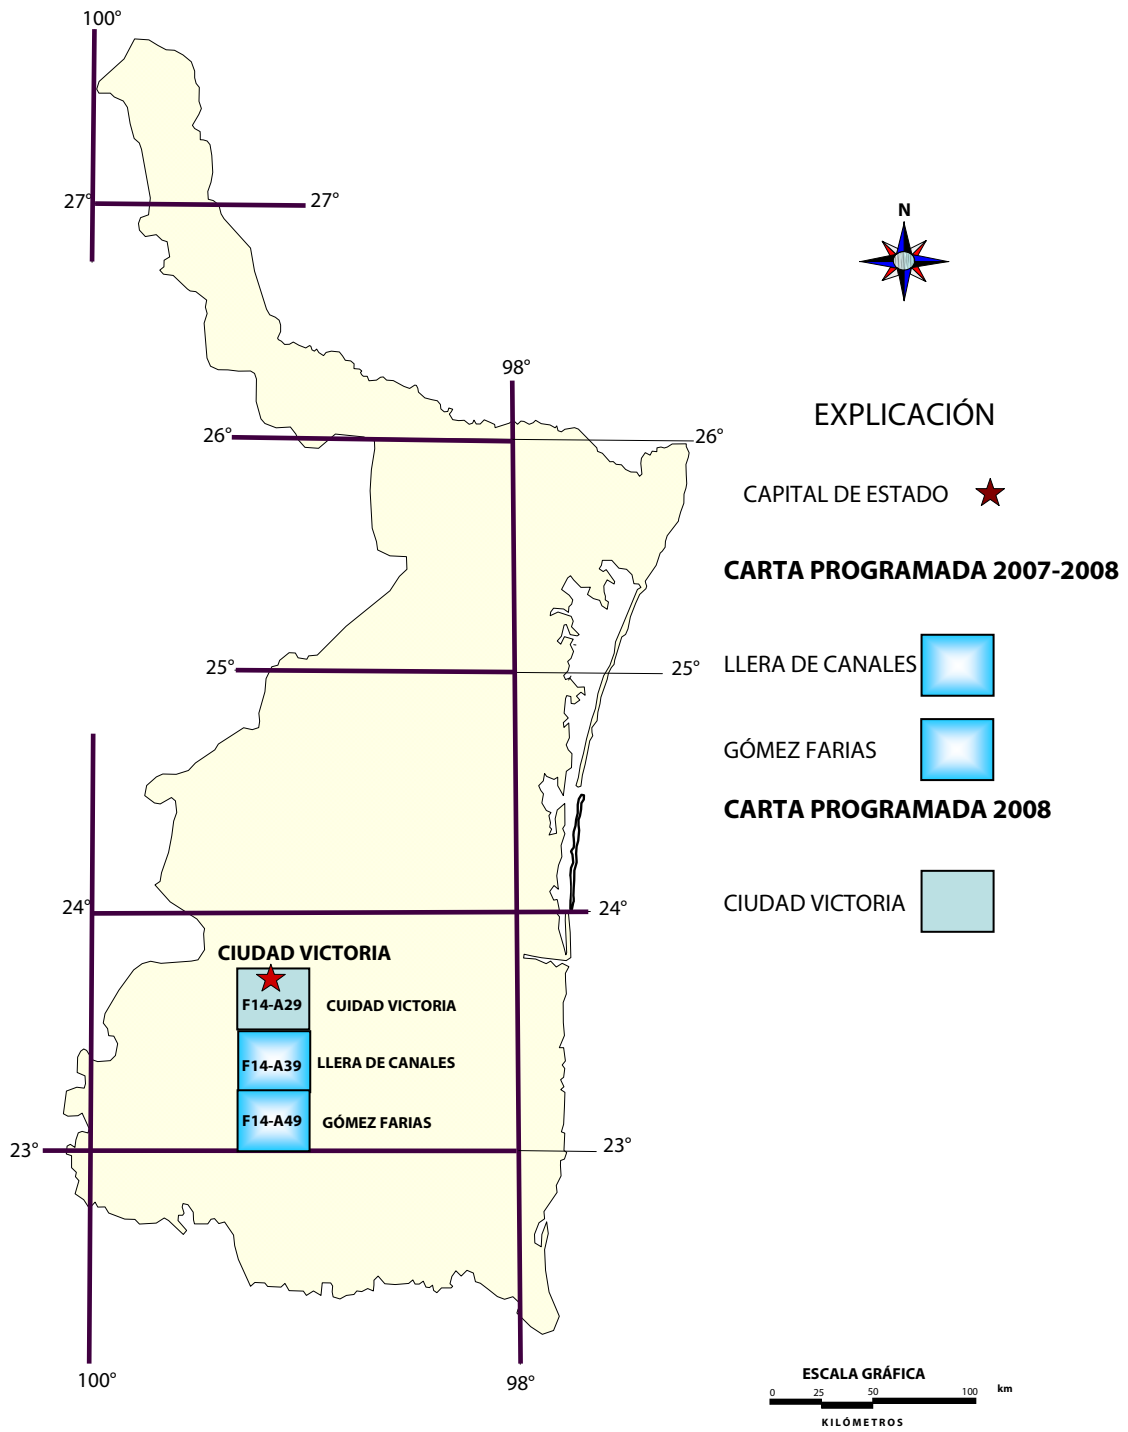 100°
27°
27°
N
98°
EXPLICACIÓN
26°
26°
CAPITAL DE ESTADO
CARTA PROGRAMADA 2007-2008
LLERA DE CANALES
25°
25°
GÓMEZ FARIAS
CARTA PROGRAMADA 2008
CIUDAD VICTORIA
24°
24°
CIUDAD VICTORIA
F14-A29
CUIDAD VICTORIA
F14-A39
LLERA DE CANALES
F14-A49
GÓMEZ FARIAS
23°
23°
100°
98°
ESCALA GRÁFICA
0 25 50 100 km
KILÓMETROS